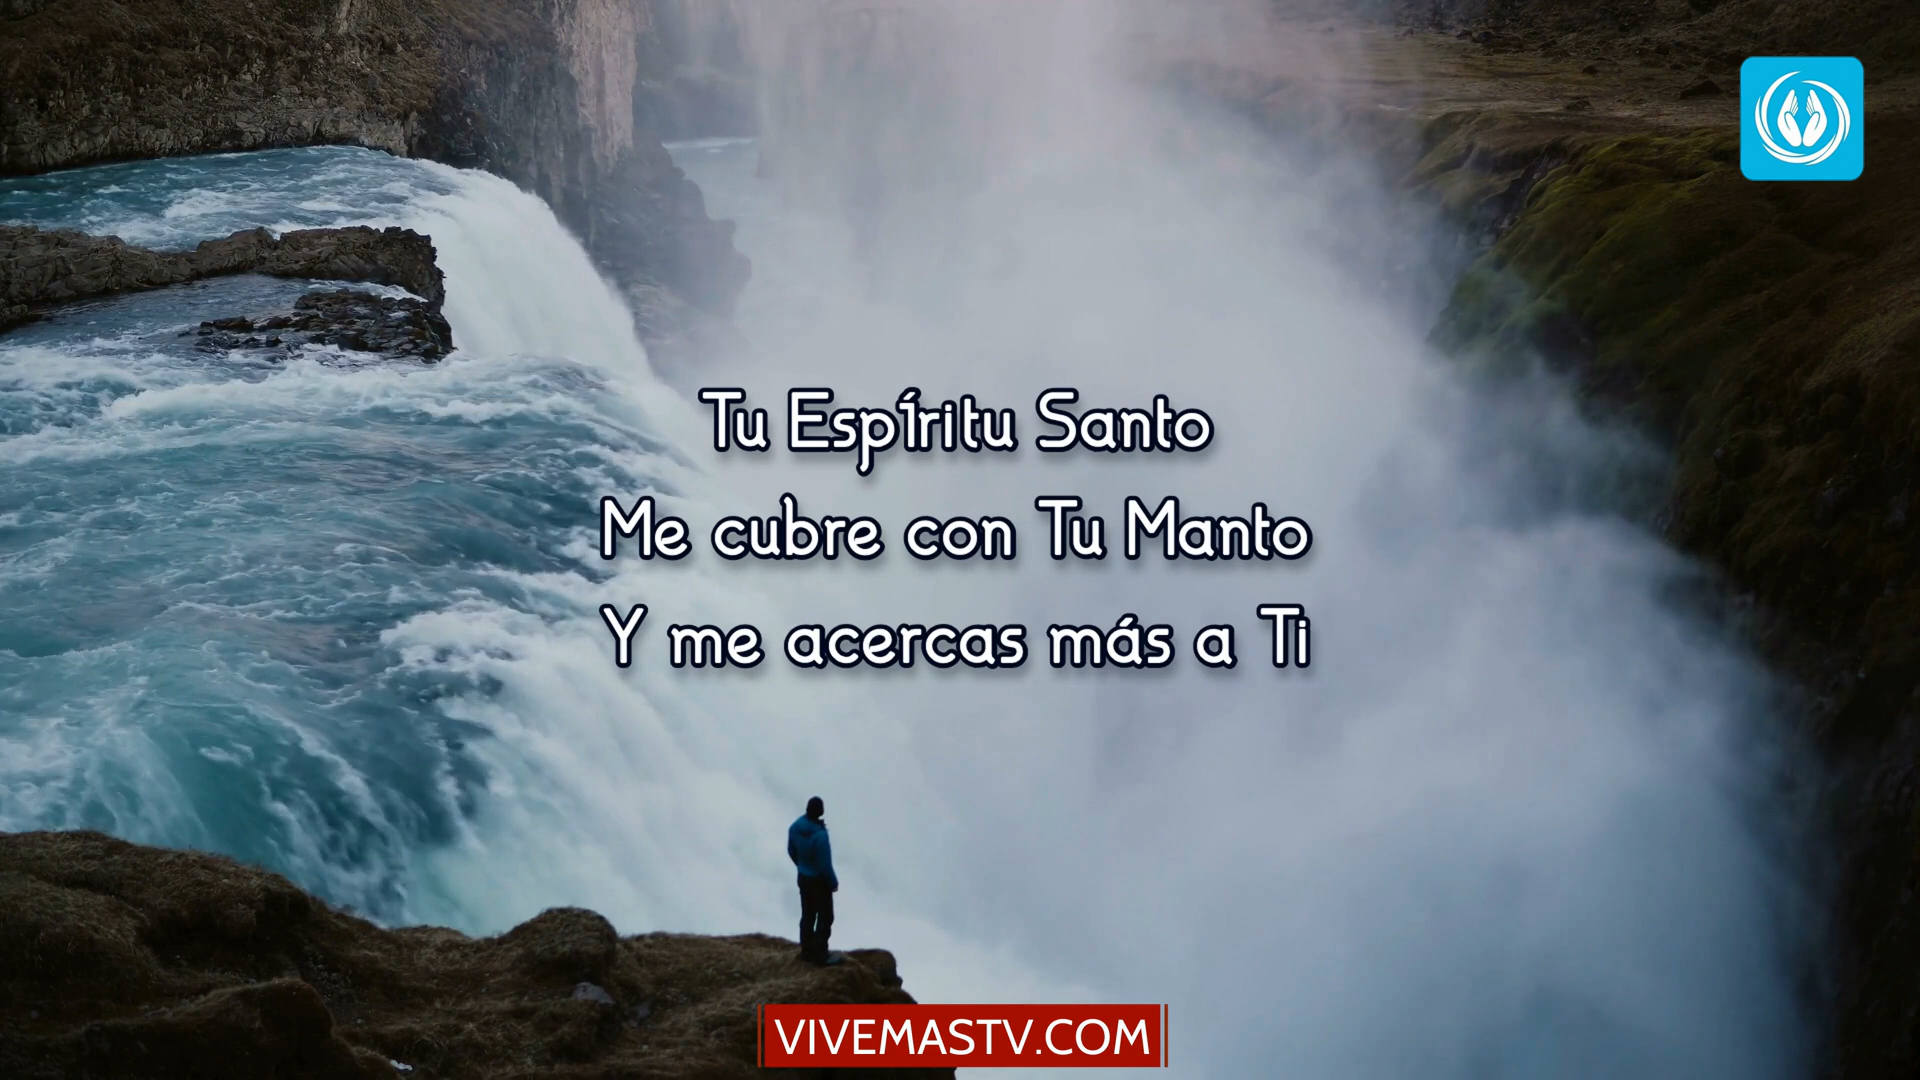 Tu Espíritu Santo
Me cubre con Tu Manto
Y me acercas más a Ti
VIVEMASTV.COM